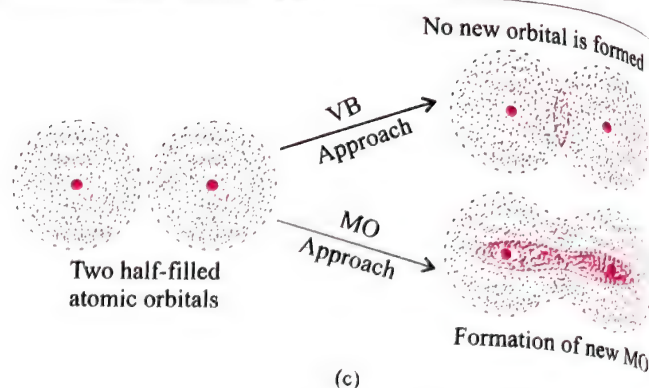 No new orbital is formed
VB
Approach
MO
Approach
Two half-filled
atomic orbitals
Formation of new MO
(c)